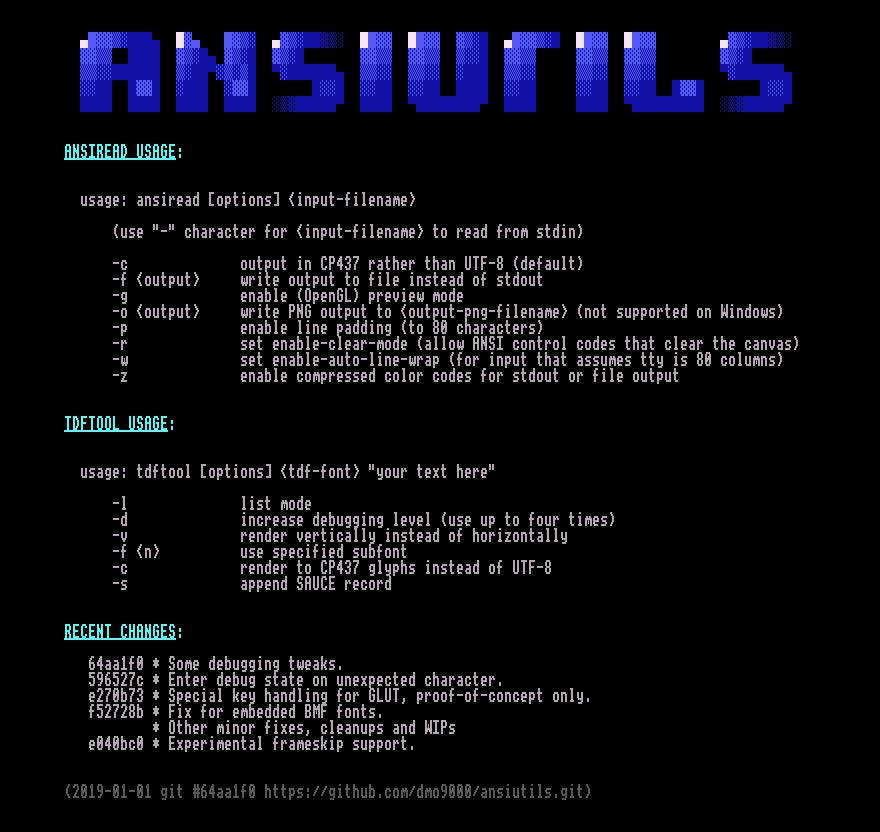 ANSIUTILS
ANSIREAD USAGE:
usage: ansiread [options] <input-filename>
(use "-" character for <input-filename> to read from stdin)
-c output in CP437 rather than UTF-8 (default)
-f <output> write output to file instead of stdout
-g enable (OpenGL) preview mode
-o <output> write PNG output to <output-png-filename> (not supported on Windows)
-p enable line padding (to 80 characters)
-r set enable-clear-mode (allow ANSI control codes that clear the canvas)
-w set enable-auto-line-wrap (for input that assumes tty is 80 columns)
-z enable compressed color codes for stdout or file output
TDFTOOL USAGE:
usage: tdftool [options] <tdf-font> "your text here"
-l list mode
-d increase debugging level (use up to four times)
-v render vertically instead of horizontally
-f <n> use specified subfont
-c render to CP437 glyphs instead of UTF-8
-s append SAUCE record
RECENT CHANGES:
64aa1f0 * Some debugging tweaks.
596527c * Enter debug state on unexpected character.
e270b73 * Special key handling for GLUT, proof-of-concept only.
f52728b * Fix for embedded BMF fonts.
* Other minor fixes, cleanups and WIPs
e040bc0 * Experimental frameskip support.
(2019-01-01 git #64aa1f0 https://github.com/dmo9000/ansiutils.git)